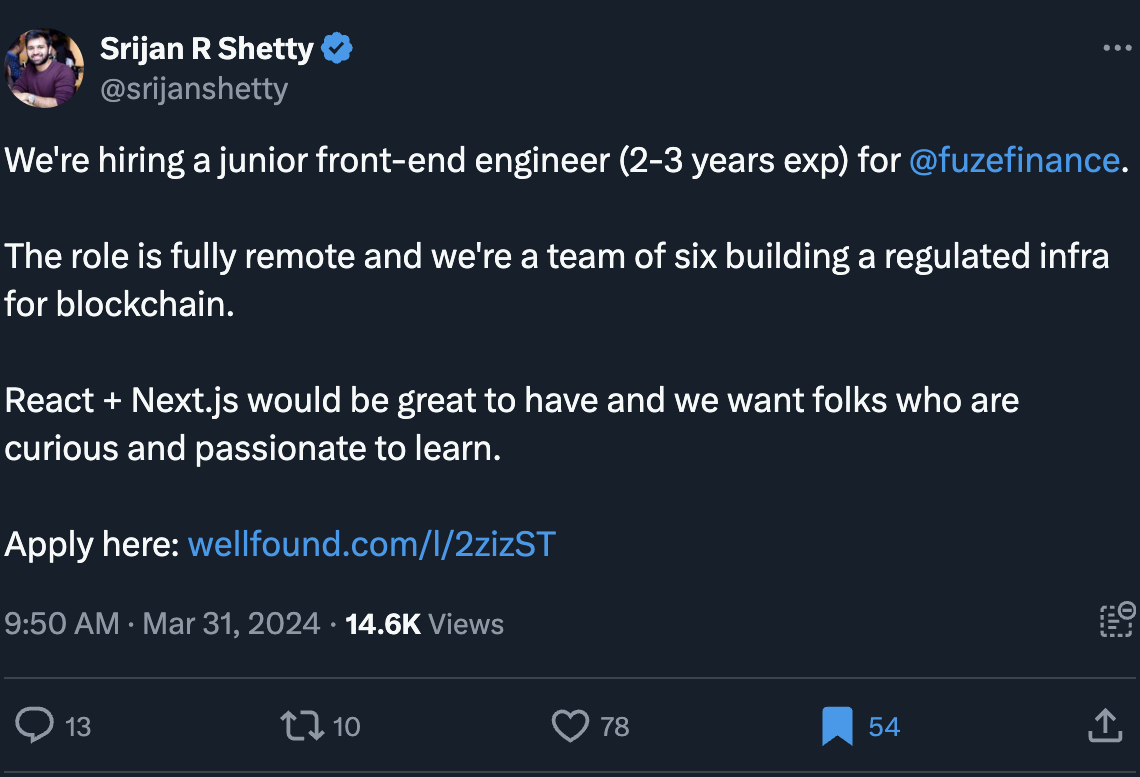 Srijan R Shetty
@srijanshetty
We're hiring a junior front-end engineer (2-3 years exp) for @fuzefinance.
The role is fully remote and we're a team of six building a regulated infra
for blockchain.
React + Next.js would be great to have and we want folks who are
curious and passionate to learn.
Apply here: wellfound.com/l/2zizST
9:50 AM · Mar 31, 2024 · 14.6K Views
13 10 78 54